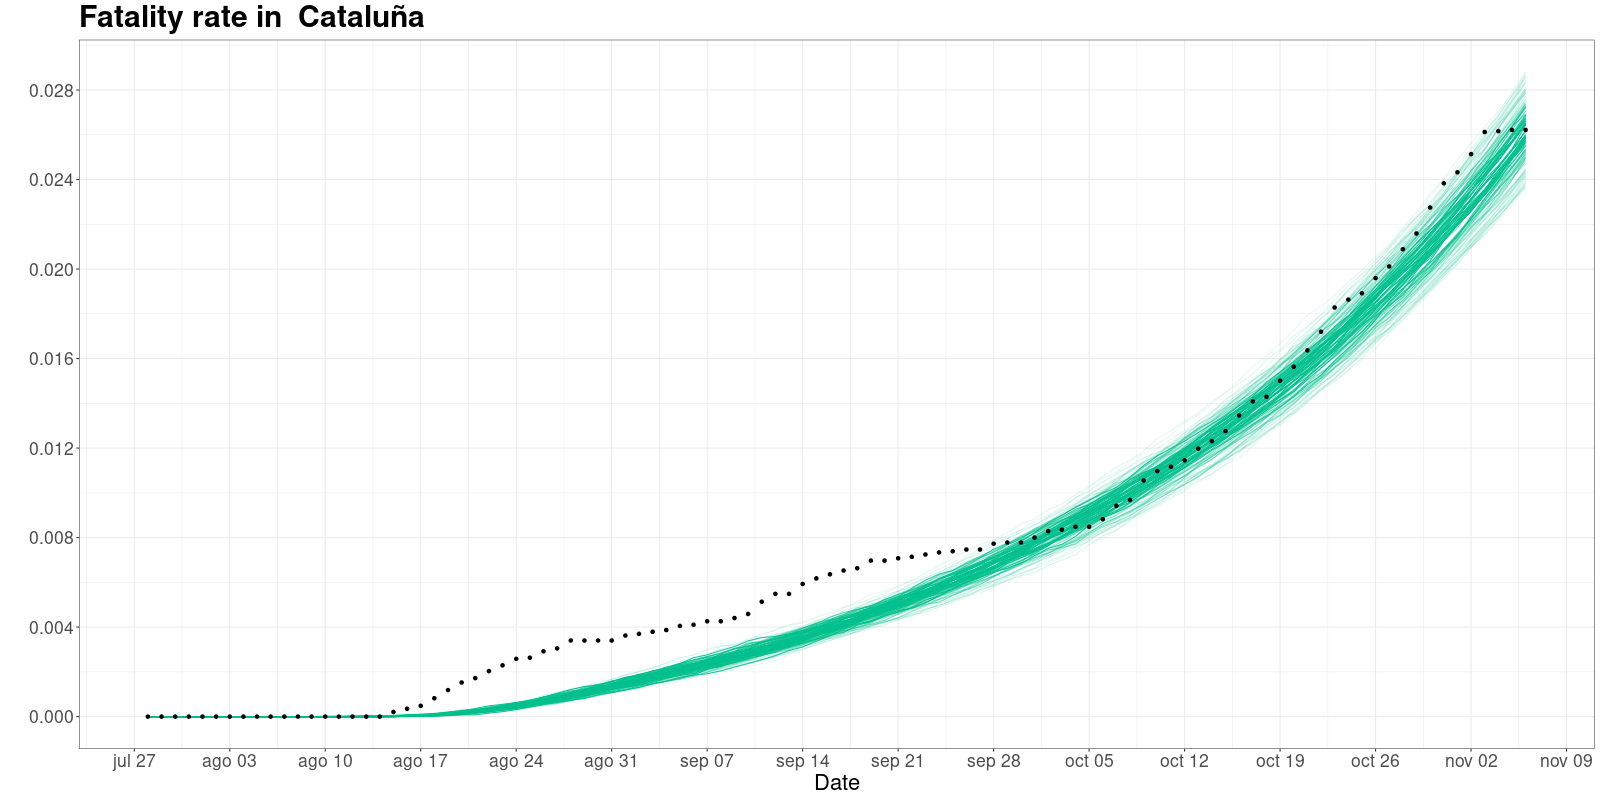 Fatality rate in  Cataluña
0.028
0.024
0.020
0.016
0.012
0.008
0.004
0.000
jul 27 ago 03 ago 10 ago 17 ago 24 ago 31 sep 07 sep 14 sep 21 sep 28 oct 05 oct 12 oct 19 oct 26 nov 02 nov 09
Date